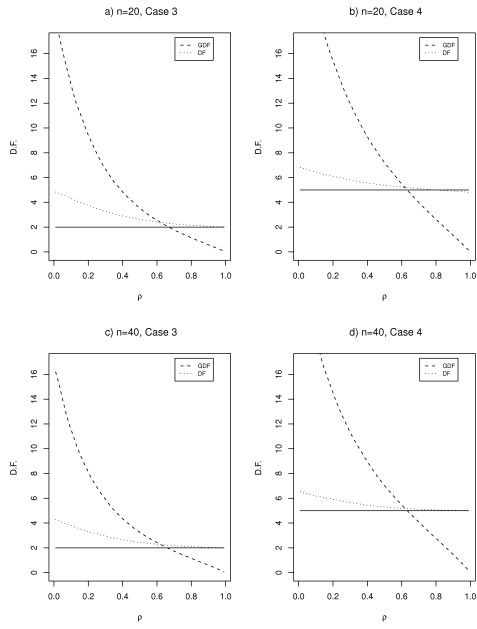 a) n=20, Case 3
GDF
DF
D.F.
0 2 4 6 8 10 12 14 16
0.0 0.2 0.4 0.6 0.8 1.0
ρ
b) n=20, Case 4
GDF
DF
D.F.
0 2 4 6 8 10 12 14 16
0.0 0.2 0.4 0.6 0.8 1.0
ρ
c) n=40, Case 3
GDF
DF
D.F.
0 2 4 6 8 10 12 14 16
0.0 0.2 0.4 0.6 0.8 1.0
ρ
d) n=40, Case 4
GDF
DF
D.F.
0 2 4 6 8 10 12 14 16
0.0 0.2 0.4 0.6 0.8 1.0
ρ